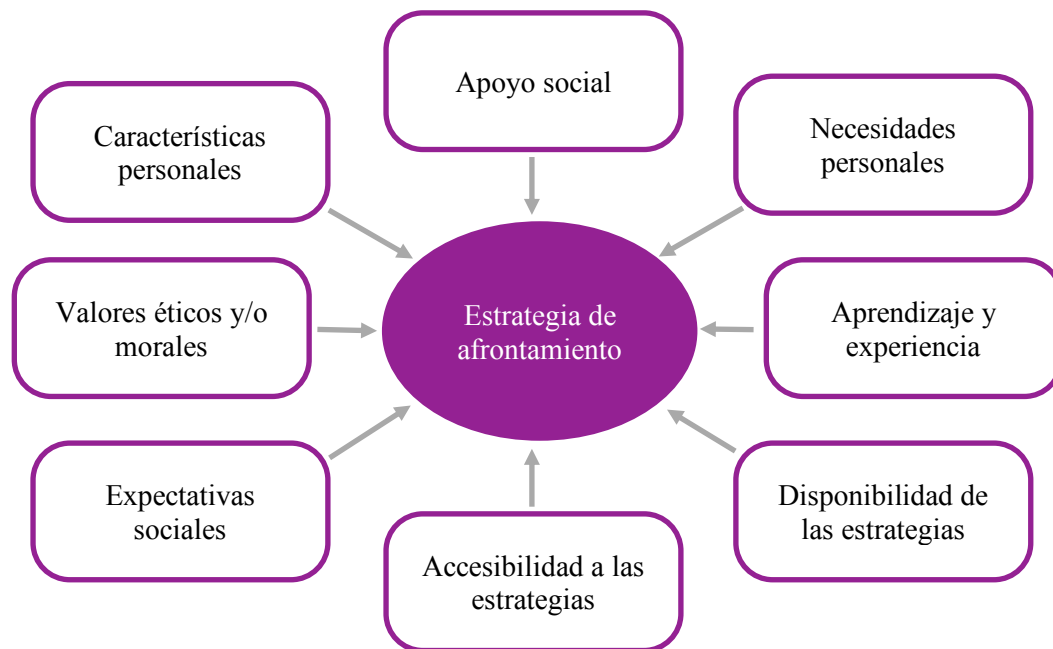 Apoyo social
Características
personales
Necesidades
personales
Valores éticos y/o
morales
Estrategia de
afrontamiento
Aprendizaje y
experiencia
Expectativas
sociales
Disponibilidad de
las estrategias
Accesibilidad a las
estrategias